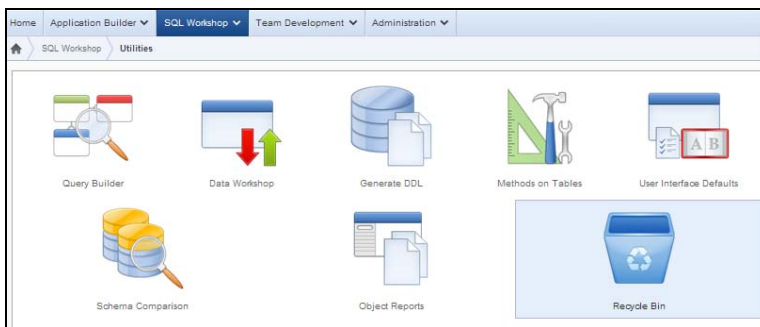 Home Application Builder SQL Workshop Team Development Administration
SQL Workshop Utilities
A B
Query Builder Data Workshop Generate DDL Methods on Tables User Interface Defaults
Schema Comparison Object Reports Recycle Bin